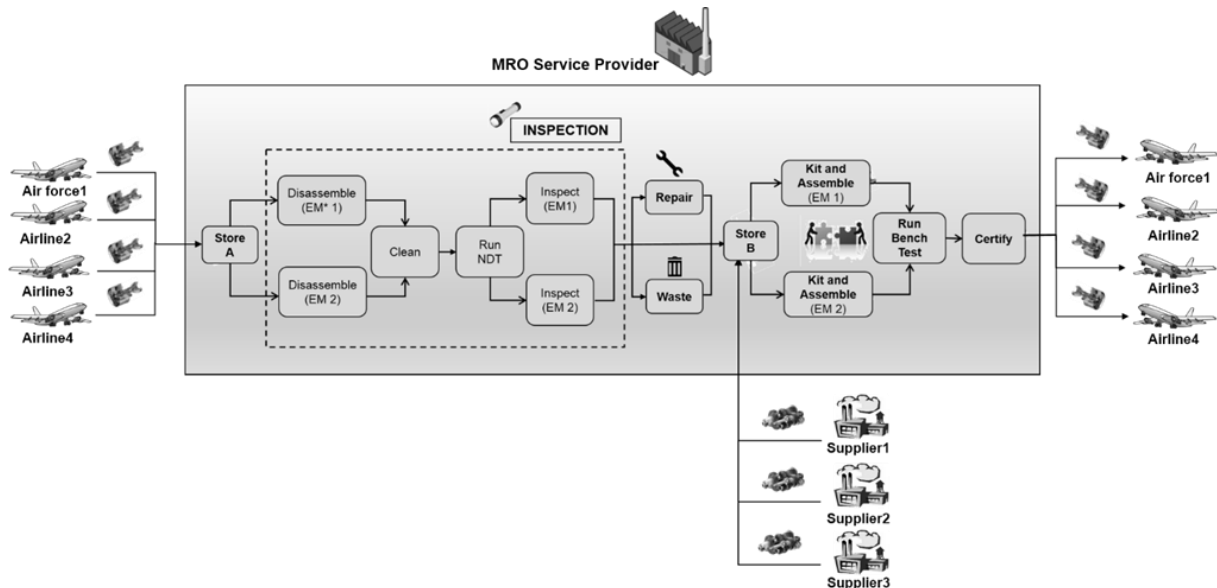 MRO Service Provider
INSPECTION
Air force1
Airline2
Airline3
Airline4
Store
A
Disassemble
(EM* 1)
Disassemble
(EM 2)
Clean
Run
NDT
Inspect
(EM1)
Inspect
(EM 2)
Repair
Waste
Store
B
Kit and
Assemble
(EM 1)
Kit and
Assemble
(EM 2)
Run
Bench
Test
Certify
Air force1
Airline2
Airline3
Airline4
Supplier1
Supplier2
Supplier3